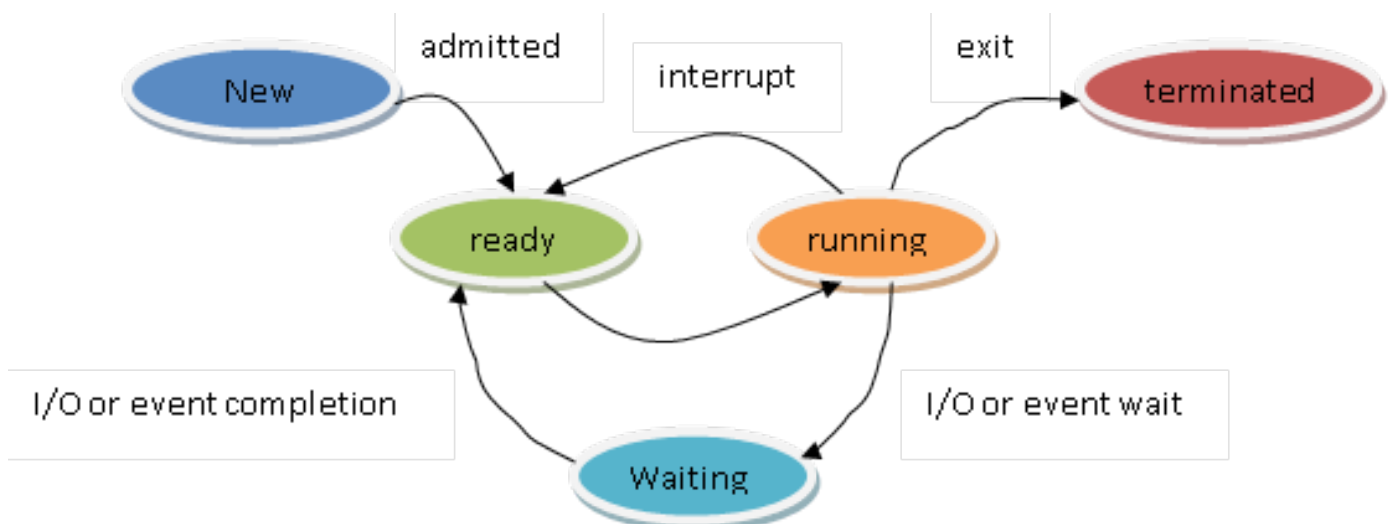 admitted
exit
New
interrupt
terminated
ready
running
I/O or event completion
I/O or event wait
Waiting